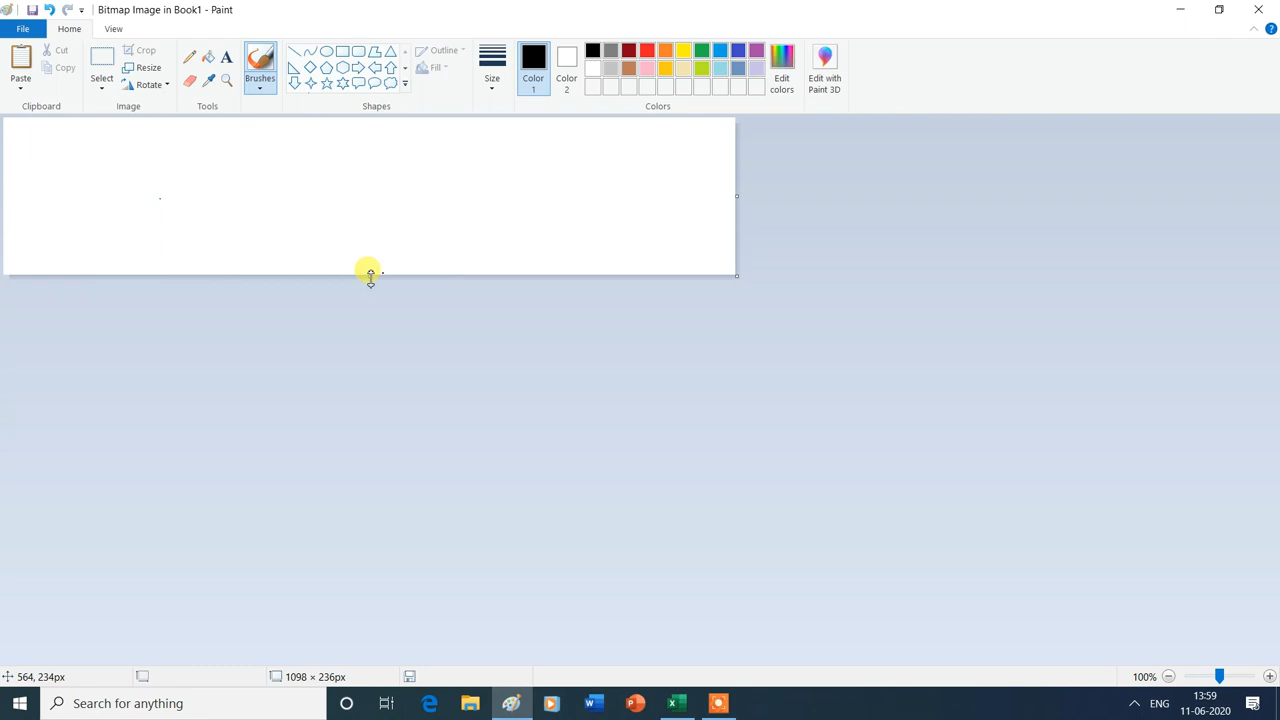 Bitmap Image in Book1 - Paint
File
Home
View
Paste
Cut
Copy
Clipboard
Select
Crop
Resize
Rotate
Image
Tools
Brushes
Outline
Fill
Shapes
Size
Color 1
Color 2
Edit colors
Colors
Edit with Paint 3D
564, 234px
1098 × 236px
100%
Search for anything
ENG
13:59
11-06-2020